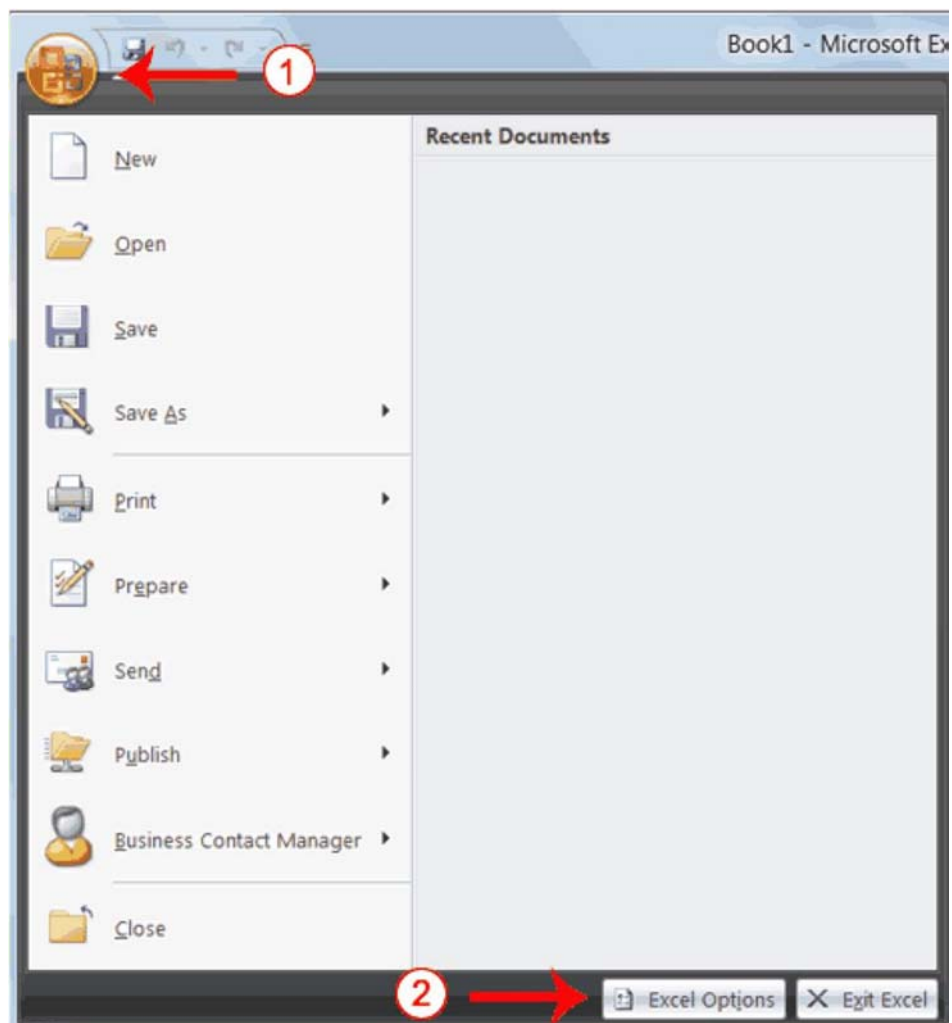 Book1 - Microsoft Ex
1
Recent Documents
New
Open
Save
Save As
Print
Prepare
Send
Publish
Business Contact Manager
Close
2
Excel Options
Exit Excel